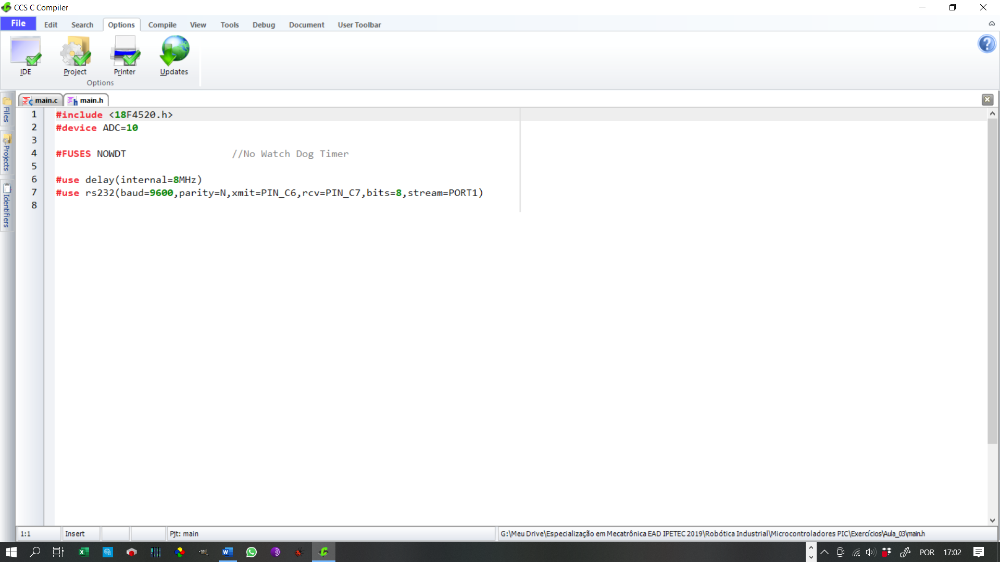 CCS C Compiler
File Edit Search Options Compile View Tools Debug Document User Toolbar
IDE Project Printer Updates
Options
Files
Projects
Identifiers
main.c main.h
1 #include <18F4520.h>
2 #device ADC=10
3
4 #FUSES NOWDT //No Watch Dog Timer
5
6 #use delay(internal=8MHz)
7 #use rs232(baud=9600,parity=N,xmit=PIN_C6,rcv=PIN_C7,bits=8,stream=PORT1)
8
1:1 Insert Pjt: main G:\Meu Drive\Especialização em Mecatrônica EAD IPETEC 2019\Robótica Industrial\Microcontroladores PIC\Exercícios\Aula_03\main.h
POR 17:02